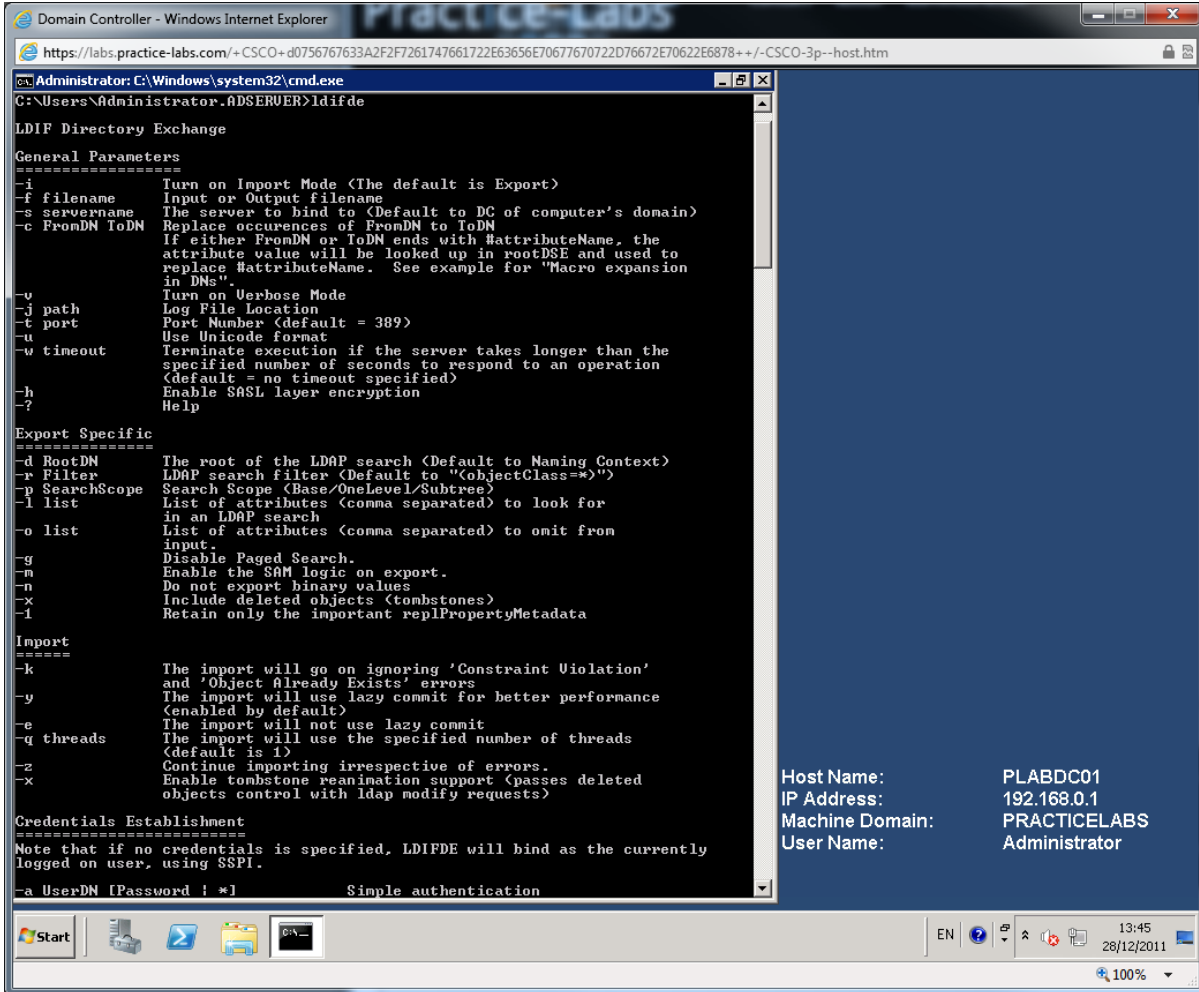 Domain Controller - Windows Internet Explorer
Practice-Labs
https://labs.practice-labs.com/+CSCO+d0756767633A2F2F7261747661722E63656E70677670722D76672E70622E6878++/-CSCO-3p--host.htm
Administrator: C:\Windows\system32\cmd.exe
C:\Users\Administrator.ADSERVER>ldifde
LDIF Directory Exchange
General Parameters
==================
-i Turn on Import Mode (The default is Export)
-f filename Input or Output filename
-s servername The server to bind to (Default to DC of computer's domain)
-c FromDN ToDN Replace occurences of FromDN to ToDN
If either FromDN or ToDN ends with #attributeName, the
attribute value will be looked up in rootDSE and used to
replace #attributeName. See example for "Macro expansion
in DNs".
-v Turn on Verbose Mode
-j path Log File Location
-t port Port Number (default = 389)
-u Use Unicode format
-w timeout Terminate execution if the server takes longer than the
specified number of seconds to respond to an operation
(default = no timeout specified)
-h Enable SASL layer encryption
-? Help
Export Specific
===============
-d RootDN The root of the LDAP search (Default to Naming Context)
-r Filter LDAP search filter (Default to "(objectClass=*)")
-p SearchScope Search Scope (Base/OneLevel/Subtree)
-l list List of attributes (comma separated) to look for
in an LDAP search
-o list List of attributes (comma separated) to omit from
input.
-g Disable Paged Search.
-m Enable the SAM logic on export.
-n Do not export binary values
-x Include deleted objects (tombstones)
-1 Retain only the important replPropertyMetadata
Import
======
-k The import will go on ignoring 'Constraint Violation'
and 'Object Already Exists' errors
-y The import will use lazy commit for better performance
(enabled by default)
-e The import will not use lazy commit
-q threads The import will use the specified number of threads
(default is 1)
-z Continue importing irrespective of errors.
-x Enable tombstone reanimation support (passes deleted
objects control with ldap modify requests)
Credentials Establishment
=========================
Note that if no credentials is specified, LDIFDE will bind as the currently
logged on user, using SSPI.
-a UserDN [Password | *] Simple authentication
Host Name: PLABDC01
IP Address: 192.168.0.1
Machine Domain: PRACTICELABS
User Name: Administrator
Start
EN
13:45
28/12/2011
100%